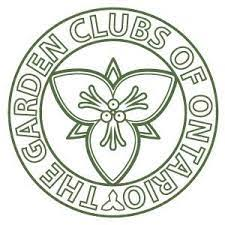 THE GARDEN CLUBS OF ONTARIO